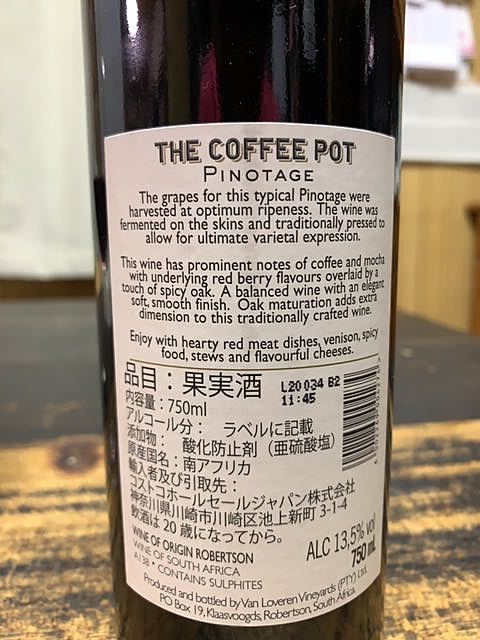 THE COFFEE POT
PINOTAGE
The grapes for this typical Pinotage were
harvested at optimum ripeness. The wine was
fermented on the skins and traditionally pressed to
allow for ultimate varietal expression.
This wine has prominent notes of coffee and mocha
with underlying red berry flavours overlaid by a
touch of spicy oak. A balanced wine with an elegant
soft, smooth finish. Oak maturation adds extra
dimension to this traditionally crafted wine.
Enjoy with hearty red meat dishes, venison, spicy
food, stews and flavourful cheeses.
品目：果実酒
L20034 B2
11:45
内容量：750ml
アルコール分： ラベルに記載
添加物： 酸化防止剤（亜硫酸塩）
原産国名：南アフリカ
輸入者及び引取先：
コストコホールセールジャパン株式会社
神奈川県川崎市川崎区池上新町 3-1-4
飲酒は 20 歳になってから。
ALC 13,5% vol
750 mL
WINE OF ORIGIN ROBERTSON
WINE OF SOUTH AFRICA
A138 • CONTAINS SULPHITES
Produced and bottled by Van Loveren Vineyards (PTY) Ltd.
PO Box 19, Klaasvoogds, Robertson, South Africa.